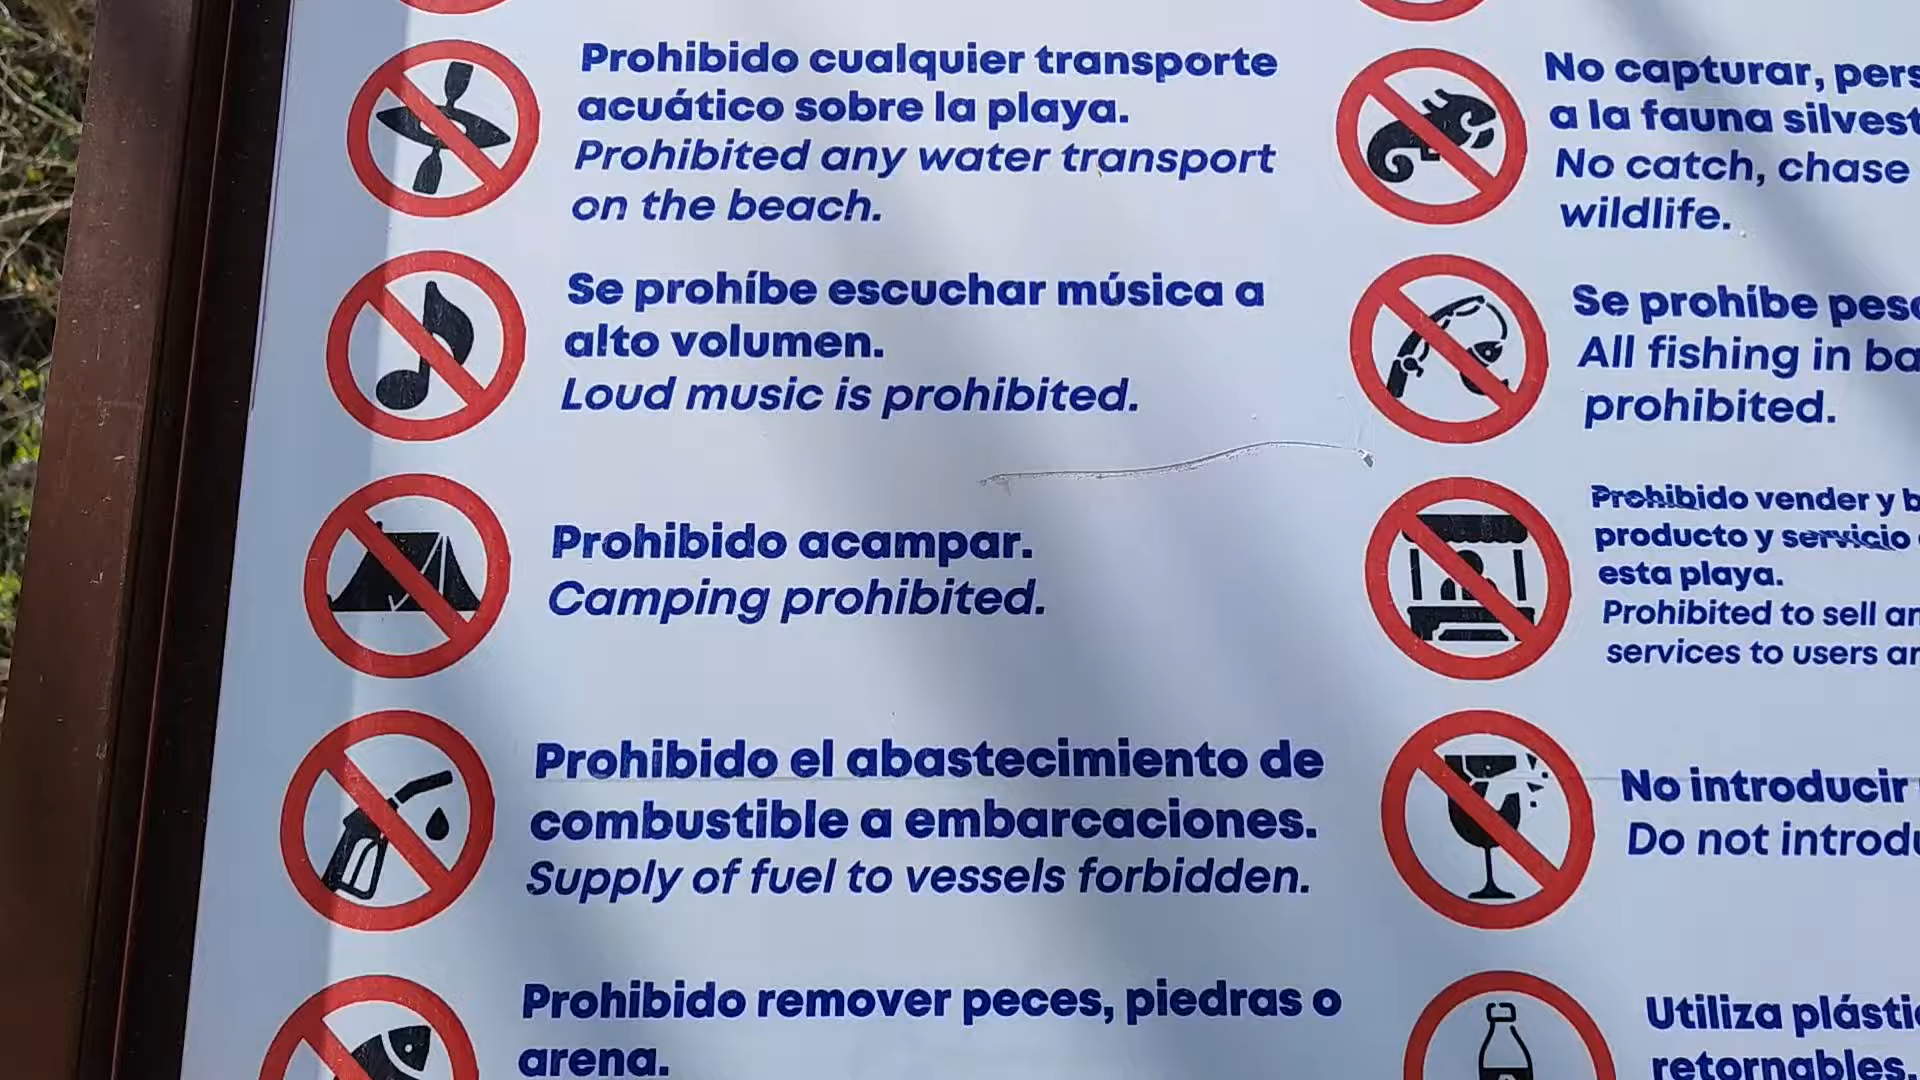 Prohibido cualquier transporte
acuático sobre la playa.
Prohibited any water transport
on the beach.
Se prohíbe escuchar música a
alto volumen.
Loud music is prohibited.
Prohibido acampar.
Camping prohibited.
Prohibido el abastecimiento de
combustible a embarcaciones.
Supply of fuel to vessels forbidden.
Prohibido remover peces, piedras o
arena.
No capturar,
a la fauna
No catch, chase
wildlife.
Se prohíbe
All fishing in
prohibited.
Prohibido vender y
producto y servicio
esta playa.
Prohibited to sell
services to users
No introducir
Do not
Utiliza
retornables.